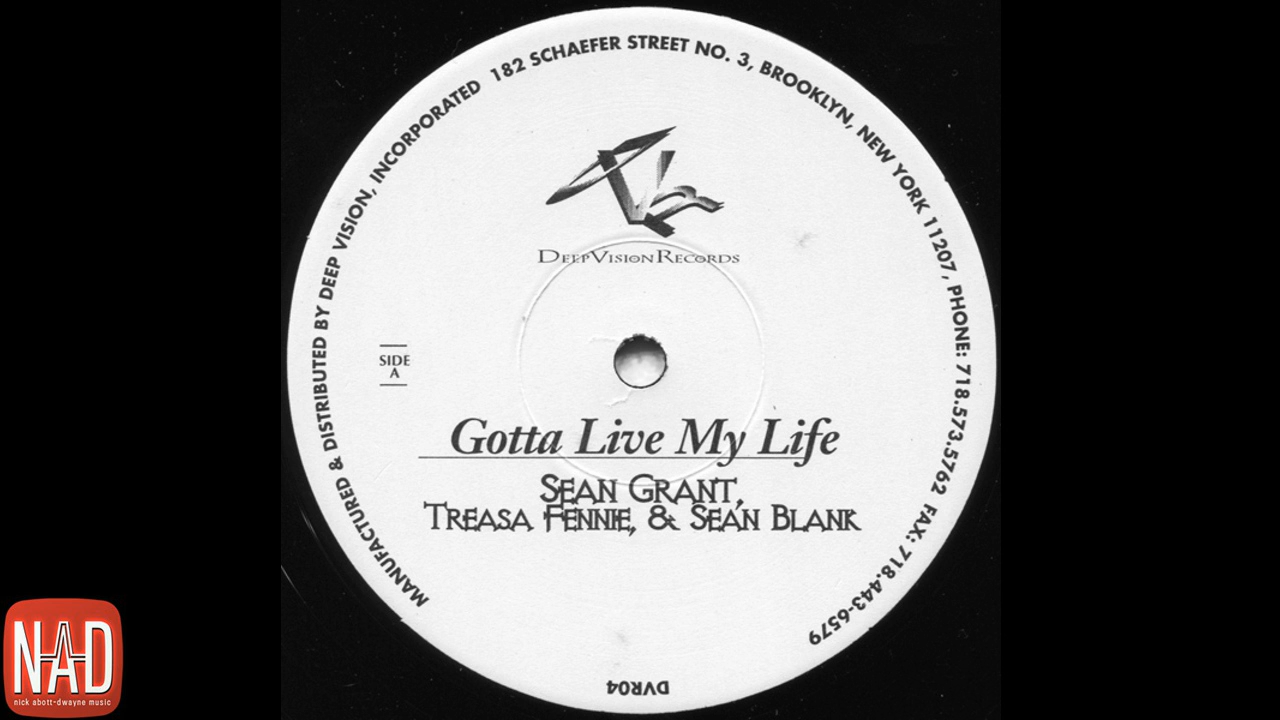 MANUFACTURED & DISTRIBUTED BY DEEP VISION, INCORPORATED 182 SCHAEFER STREET NO. 3, BROOKLYN, NEW YORK 11207, PHONE: 718.573.5762 FAX: 718.443-6579
DEEPVISIONRECORDS
SIDE
A
Gotta Live My Life
SEAN GRANT,
TREASA FENNIE, & SEAN BLANK
DVR04
NAD
nick abott-dwayne music